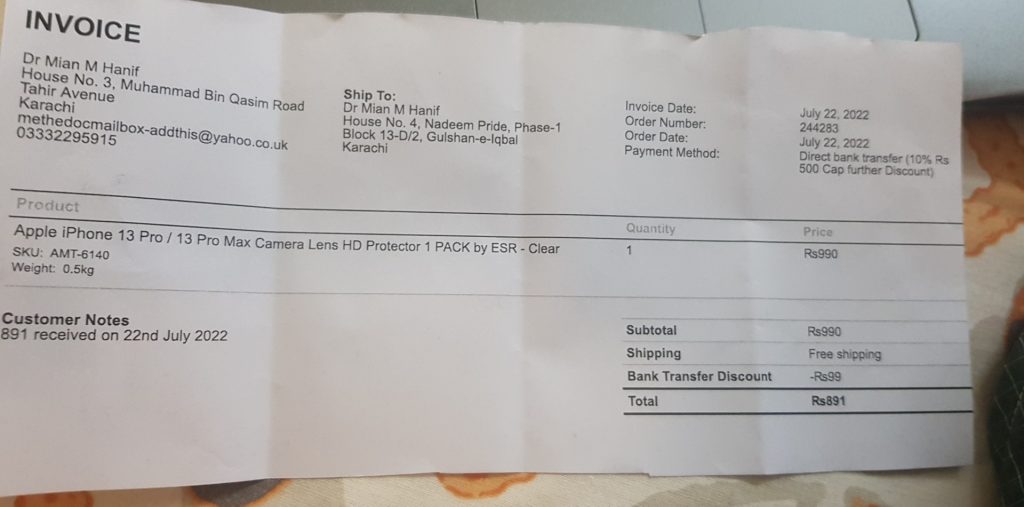 INVOICE
Dr Mian M Hanif
House No. 3, Muhammad Bin Qasim Road
Tahir Avenue
Karachi
methedocmailbox-addthis@yahoo.co.uk
03332295915
Ship To:
Dr Mian M Hanif
House No. 4, Nadeem Pride, Phase-1
Block 13-D/2, Gulshan-e-Iqbal
Karachi
Invoice Date: July 22, 2022
Order Number: 244283
Order Date: July 22, 2022
Payment Method: Direct bank transfer (10% Rs
500 Cap further Discount)
Product Quantity Price
Apple iPhone 13 Pro / 13 Pro Max Camera Lens HD Protector 1 PACK by ESR - Clear 1 Rs990
SKU: AMT-6140
Weight: 0.5kg
Customer Notes
891 received on 22nd July 2022
Subtotal Rs990
Shipping Free shipping
Bank Transfer Discount -Rs99
Total Rs891